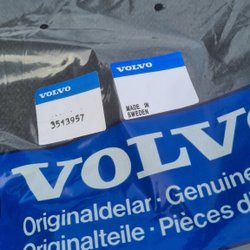 VOLVO
3513957
VOLVO
MADE IN
SWEDEN
VOLVO
Originaldelar · Genuine
Originalteile · Pièces d